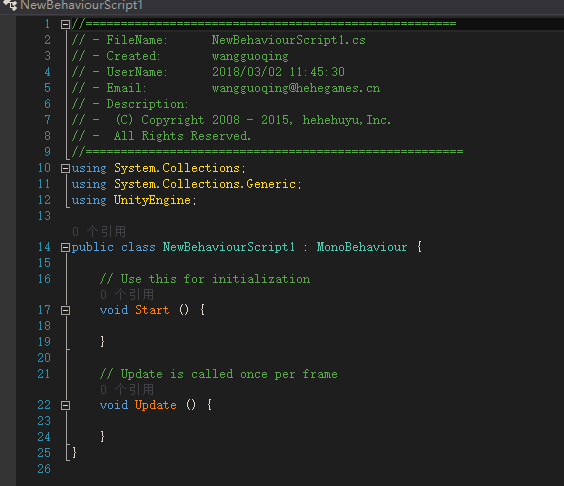 NewBehaviourScript1
1 //=====================================================
2 // - FileName: NewBehaviourScript1.cs
3 // - Created: wangguoqing
4 // - UserName: 2018/03/02 11:45:30
5 // - Email: wangguoqing@hehegames.cn
6 // - Description:
7 // - (C) Copyright 2008 - 2015, hehehuyu,Inc.
8 // - All Rights Reserved.
9 //======================================================
10 using System.Collections;
11 using System.Collections.Generic;
12 using UnityEngine;
13
0 个引用
14 public class NewBehaviourScript1 : MonoBehaviour {
15
16 // Use this for initialization
0 个引用
17 void Start () {
18
19 }
20
21 // Update is called once per frame
0 个引用
22 void Update () {
23
24 }
25 }
26